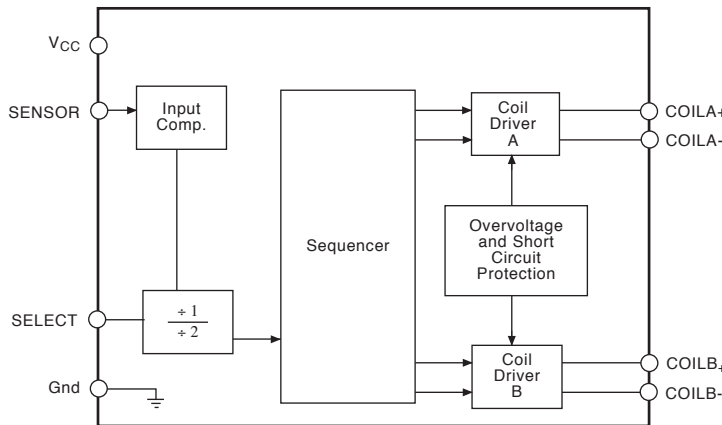 VCC
SENSOR
Input
Comp.
Coil
Driver
A
COILA+
COILA-
Sequencer
Overvoltage
and Short
Circuit
Protection
SELECT
÷ 1
÷ 2
Coil
Driver
B
COILB+
COILB-
Gnd